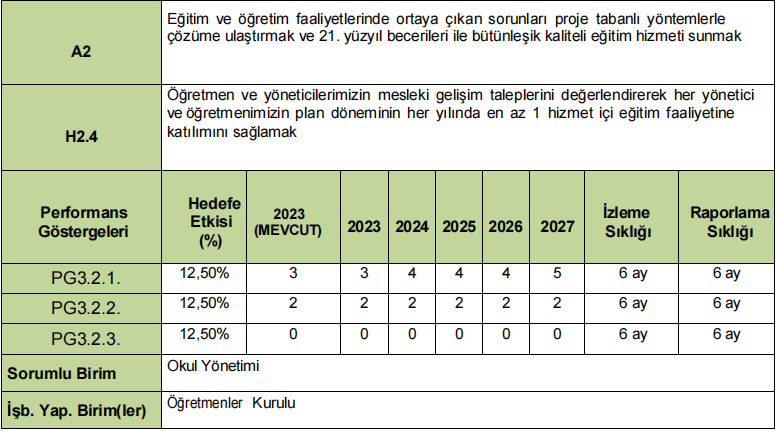 A2
Eğitim ve öğretim faaliyetlerinde ortaya çıkan sorunları proje tabanlı yöntemlerle
çözüme ulaştırmak ve 21. yüzyıl becerileri ile bütünleşik kaliteli eğitim hizmeti sunmak
H2.4
Öğretmen ve yöneticilerimizin mesleki gelişim taleplerini değerlendirerek her yönetici
ve öğretmenimizin plan döneminin her yılında en az 1 hizmet içi eğitim faaliyetine
katılımını sağlamak
Performans
Göstergeleri
Hedefe
Etkisi
(%)
2023
(MEVCUT)
2023
2024
2025
2026
2027
İzleme
Sıklığı
Raporlama
Sıklığı
PG3.2.1. 12,50% 3 3 4 4 4 5 6 ay 6 ay
PG3.2.2. 12,50% 2 2 2 2 2 2 6 ay 6 ay
PG3.2.3. 12,50% 0 0 0 0 0 0 6 ay 6 ay
Sorumlu Birim Okul Yönetimi
İşb. Yap. Birim(ler) Öğretmenler Kurulu